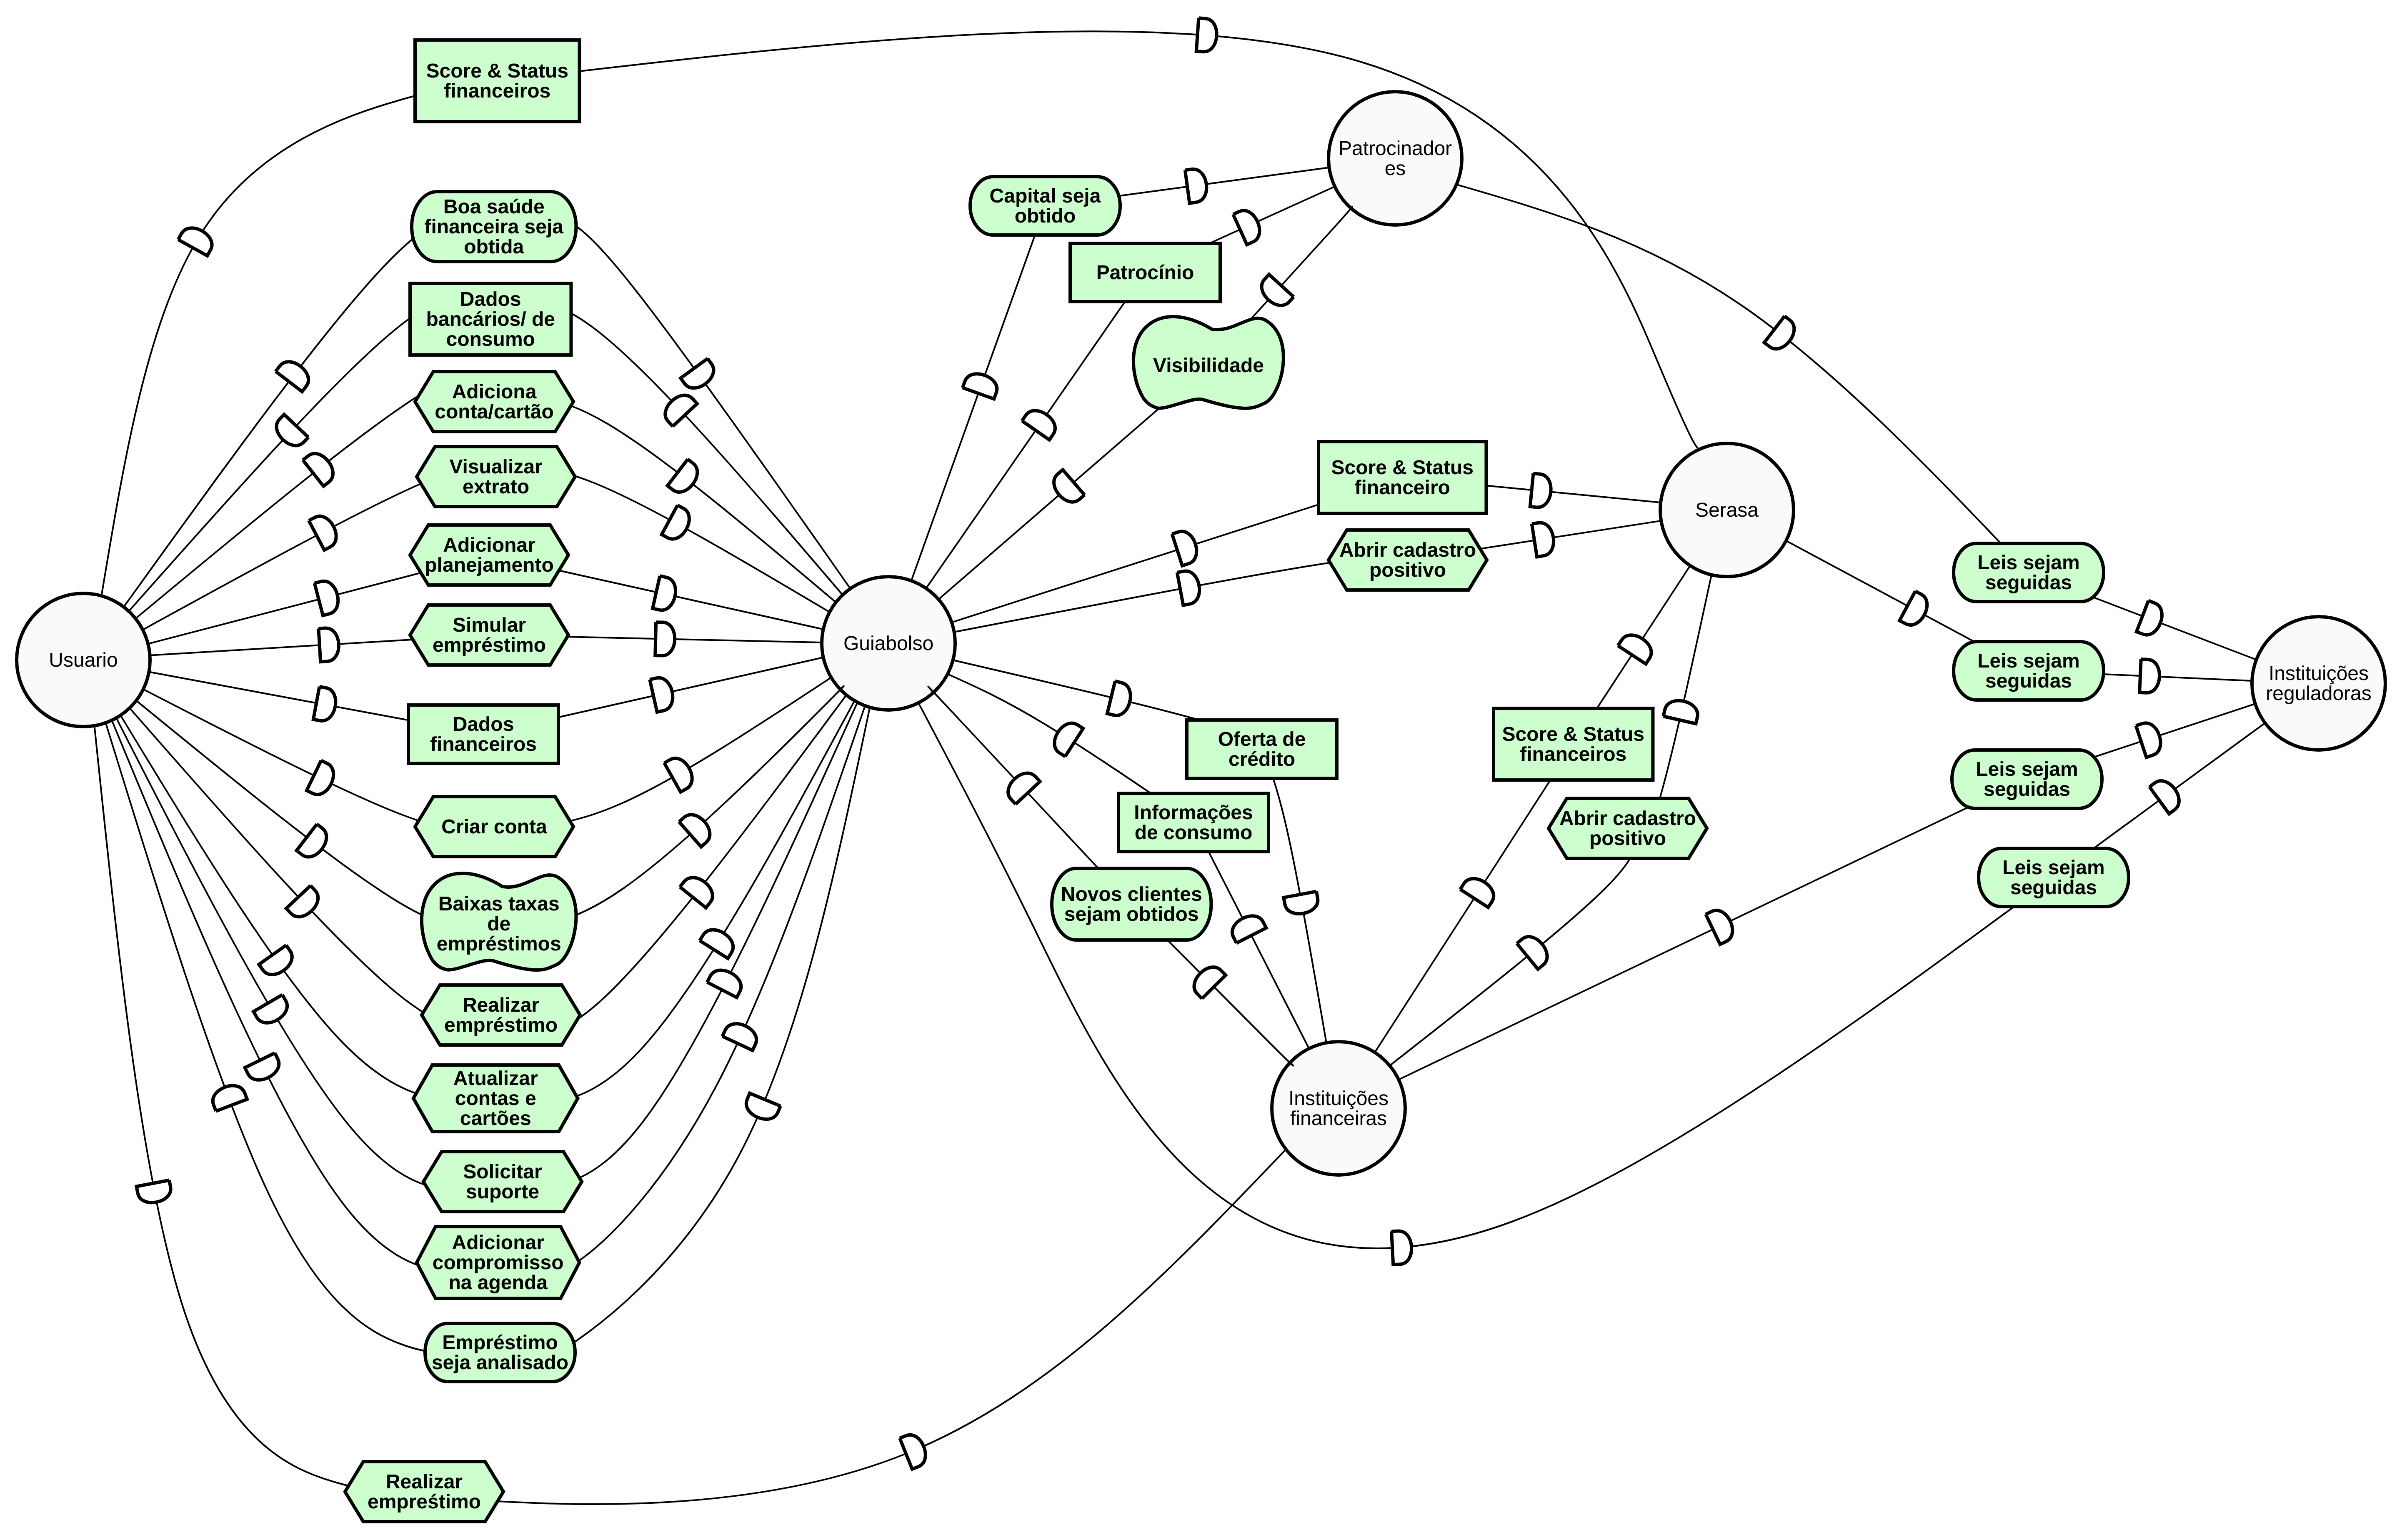 Score & Status
financeiros
Patrocinador
es
Boa saúde
financeira seja
obtida
Capital seja
obtido
Patrocínio
Dados
bancários/ de
consumo
Visibilidade
Adiciona
conta/cartão
Visualizar
extrato
Score & Status
financeiro
Serasa
Adicionar
planejamento
Abrir cadastro
positivo
Leis sejam
seguidas
Simular
empréstimo
Usuario
Guiabolso
Leis sejam
seguidas
Instituições
reguladoras
Dados
financeiros
Oferta de
crédito
Score & Status
financeiros
Leis sejam
seguidas
Criar conta
Informações
de consumo
Abrir cadastro
positivo
Leis sejam
seguidas
Baixas taxas
de
empréstimos
Novos clientes
sejam obtidos
Realizar
empréstimo
Atualizar
contas e
cartões
Instituições
financeiras
Solicitar
suporte
Adicionar
compromisso
na agenda
Empréstimo
seja analisado
Realizar
empreśtimo